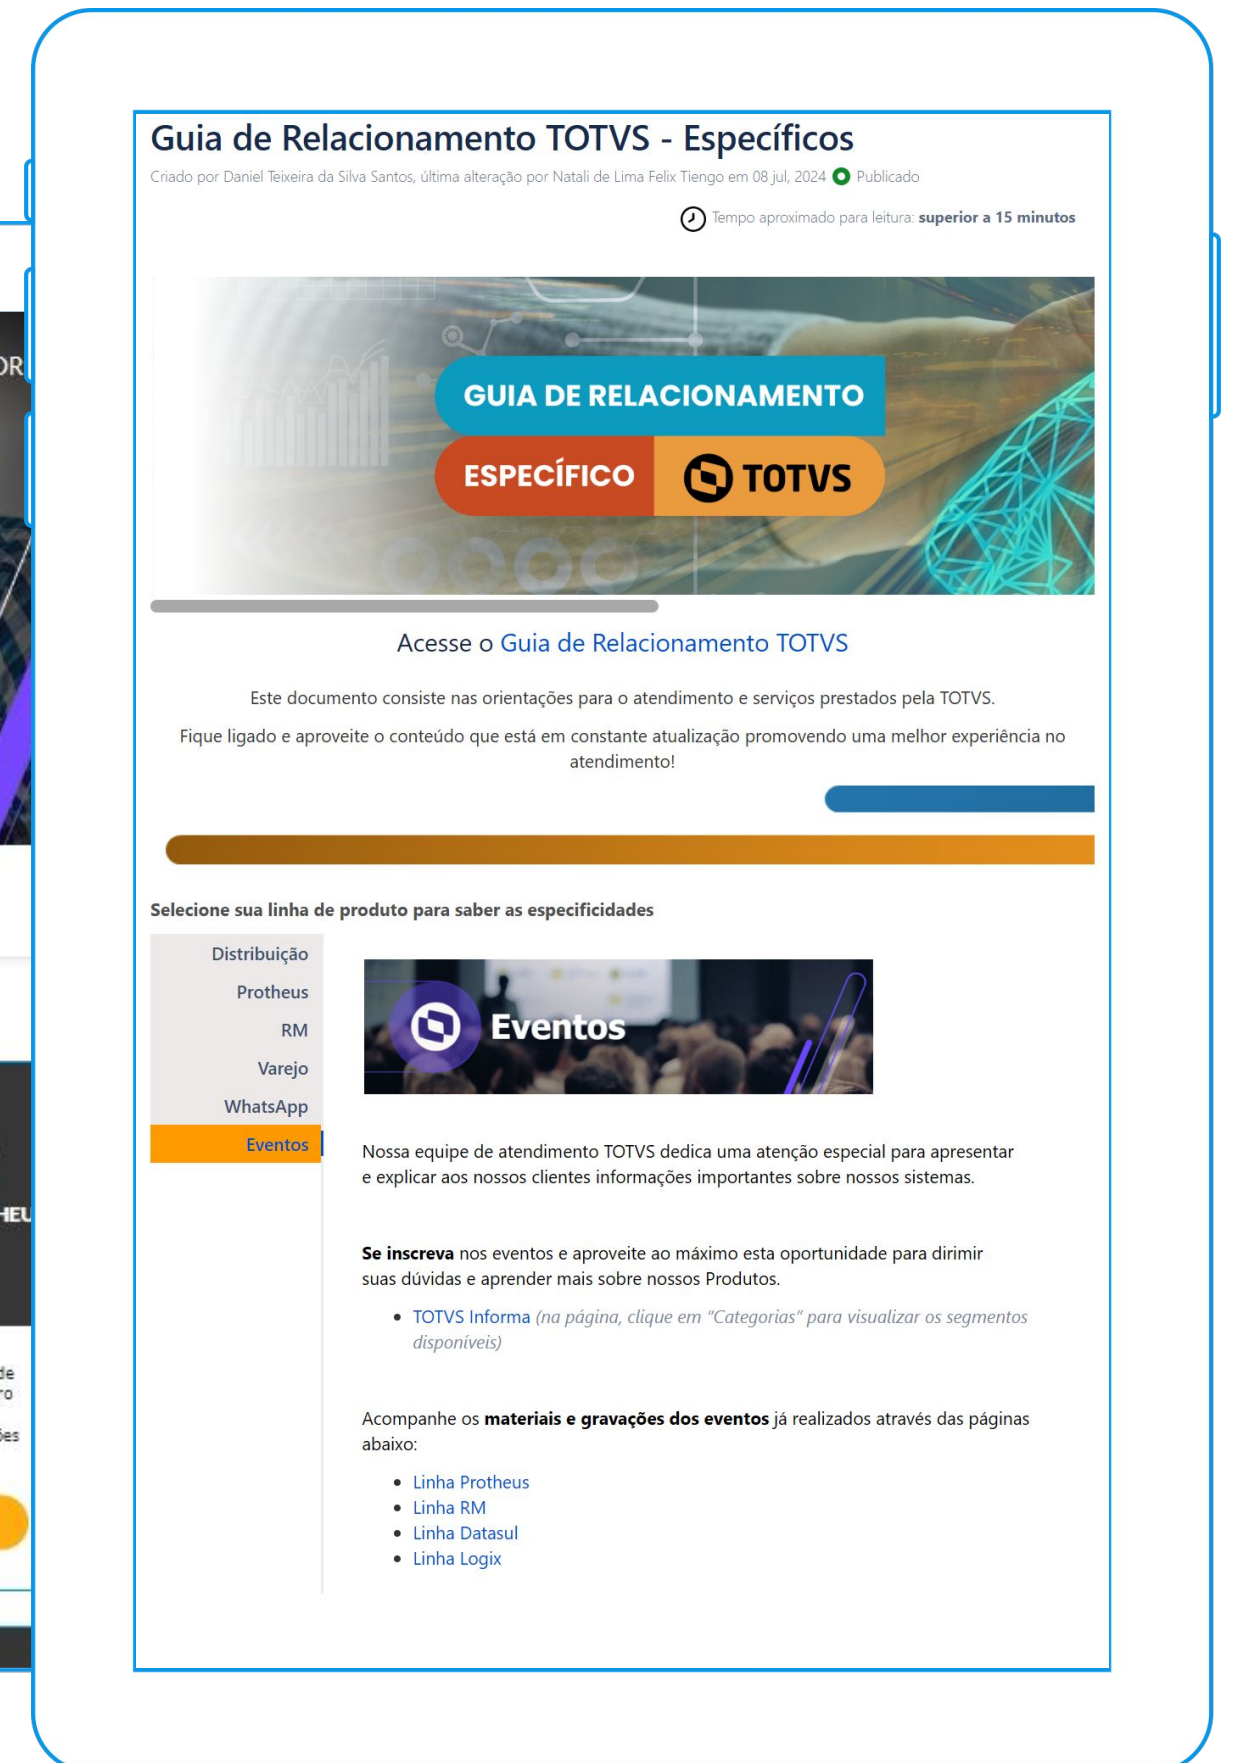 Guia de Relacionamento TOTVS - Específicos
Criado por Daniel Teixeira da Silva Santos, última alteração por Natali de Lima Felix Tiengo em 08 jul, 2024 Publicado
Tempo aproximado para leitura: superior a 15 minutos
GUIA DE RELACIONAMENTO
ESPECÍFICO TOTVS
Acesse o Guia de Relacionamento TOTVS
Este documento consiste nas orientações para o atendimento e serviços prestados pela TOTVS.
Fique ligado e aproveite o conteúdo que está em constante atualização promovendo uma melhor experiência no
atendimento!
Selecione sua linha de produto para saber as especificidades
Distribuição
Protheus
RM
Varejo
WhatsApp
Eventos
Eventos
Nossa equipe de atendimento TOTVS dedica uma atenção especial para apresentar
e explicar aos nossos clientes informações importantes sobre nossos sistemas.
Se inscreva nos eventos e aproveite ao máximo esta oportunidade para dirimir
suas dúvidas e aprender mais sobre nossos Produtos.
• TOTVS Informa (na página, clique em "Categorias" para visualizar os segmentos
disponíveis)
Acompanhe os materiais e gravações dos eventos já realizados através das páginas
abaixo:
• Linha Protheus
• Linha RM
• Linha Datasul
• Linha Logix